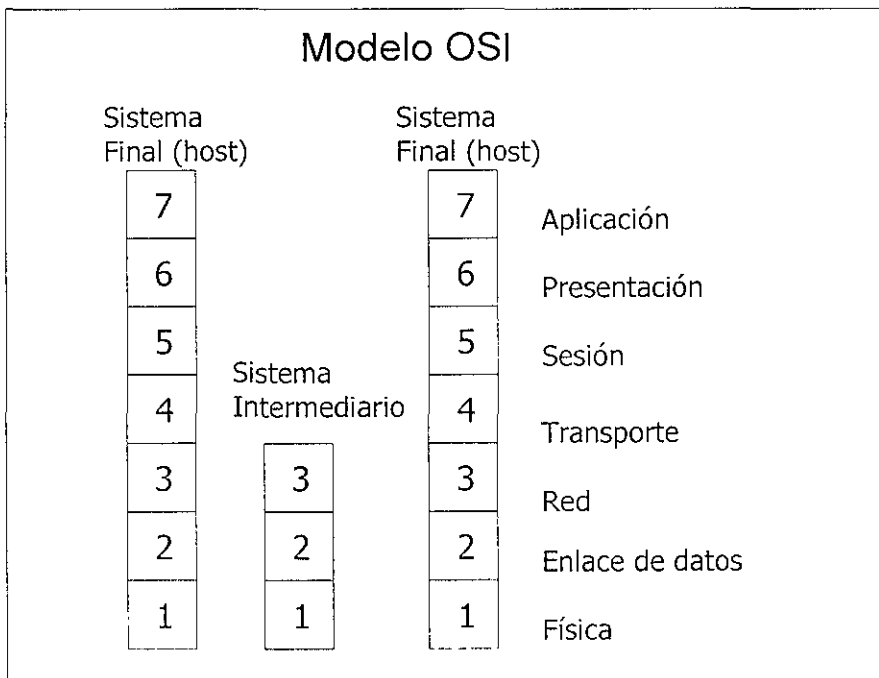 Modelo OSI
Sistema
Final (host)
Sistema
Final (host)
7
7
Aplicación
6
6
Presentación
5
5
Sesión
Sistema
Intermediario
4
4
Transporte
3
3
3
Red
2
2
2
Enlace de datos
1
1
1
Física